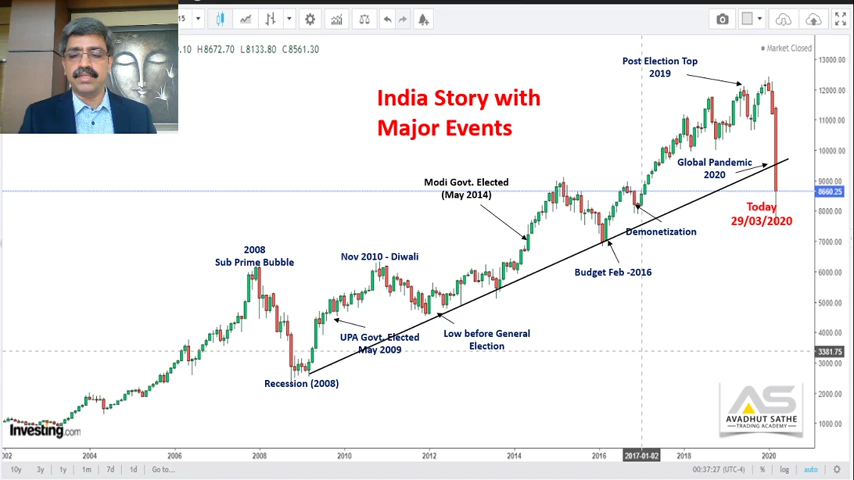 15
.10 H8672.70 L8133.80 C8561.30
Market Closed
India Story with
Major Events
Post Election Top
2019
Global Pandemic
2020
Today
29/03/2020
Modi Govt. Elected
(May 2014)
Demonetization
Budget Feb -2016
2008
Sub Prime Bubble
Nov 2010 - Diwali
UPA Govt. Elected
May 2009
Low before General
Election
Recession (2008)
13000.00
12000.00
11000.00
10000.00
9000.00
8660.25
8000.00
7000.00
6000.00
5000.00
4000.00
3381.75
2000.00
1000.00
AS
AVADHUT SATHE
TRADING ACADEMY
Investing.com
2002 2004 2006 2008 2010 2012 2014 2016 2017-01-02 2018 2020
10y 3y 1y 1m 7d 1d Go to...
00:37:27 (UTC-4) % log auto